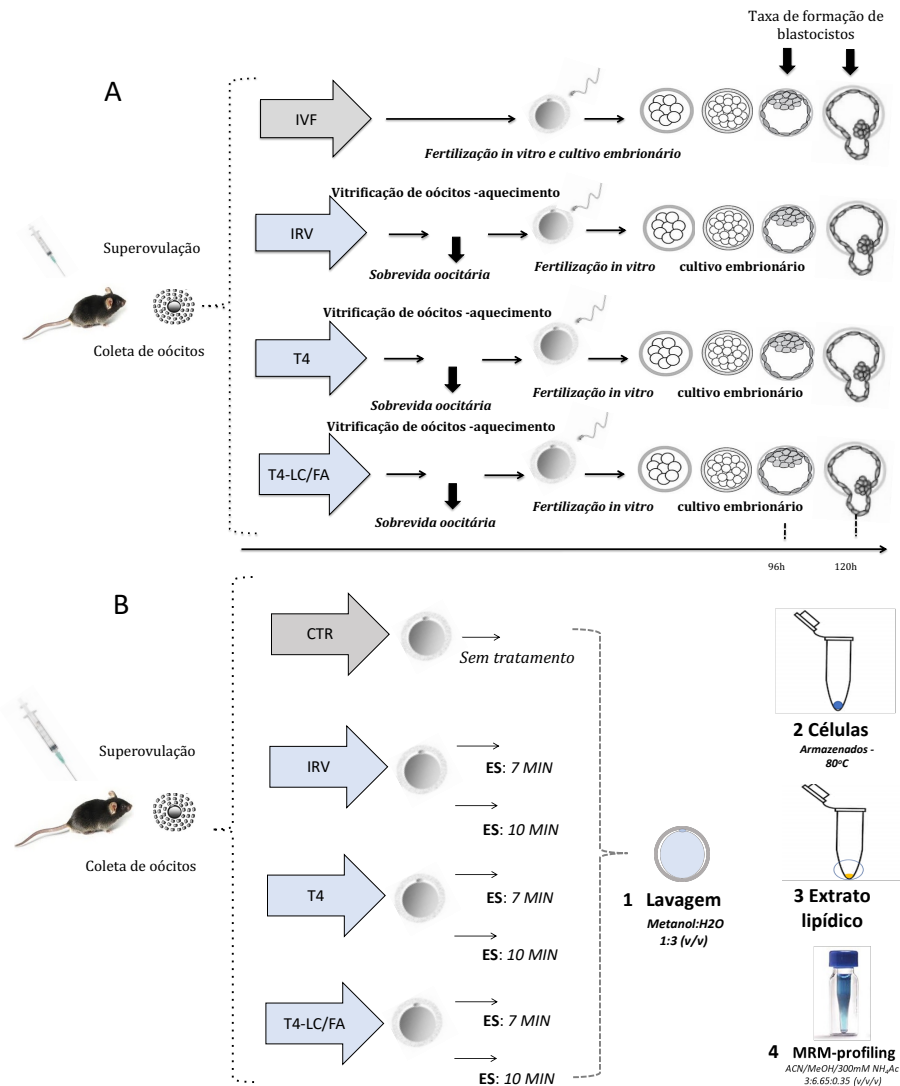 Taxa de formação de
blastocistos
A
IVF
Fertilização in vitro e cultivo embrionário
Vitrificação de oócitos -aquecimento
IRV
Superovulação
Sobrevida oocitária
Fertilização in vitro
cultivo embrionário
Vitrificação de oócitos -aquecimento
T4
Coleta de oócitos
Sobrevida oocitária
Fertilização in vitro
cultivo embrionário
Vitrificação de oócitos -aquecimento
T4-LC/FA
Sobrevida oocitária
Fertilização in vitro
cultivo embrionário
96h
120h
B
CTR
Sem tratamento
Superovulação
Coleta de oócitos
IRV
ES: 7 MIN
ES: 10 MIN
T4
ES: 7 MIN
ES: 10 MIN
T4-LC/FA
ES: 7 MIN
ES: 10 MIN
1 Lavagem
Metanol:H2O
1:3 (v/v)
2 Células
Armazenados -
80ºC
3 Extrato
lipídico
4 MRM-profiling
ACN/MeOH/300mM NH₄Ac
3:6.65:0.35 (v/v/v)